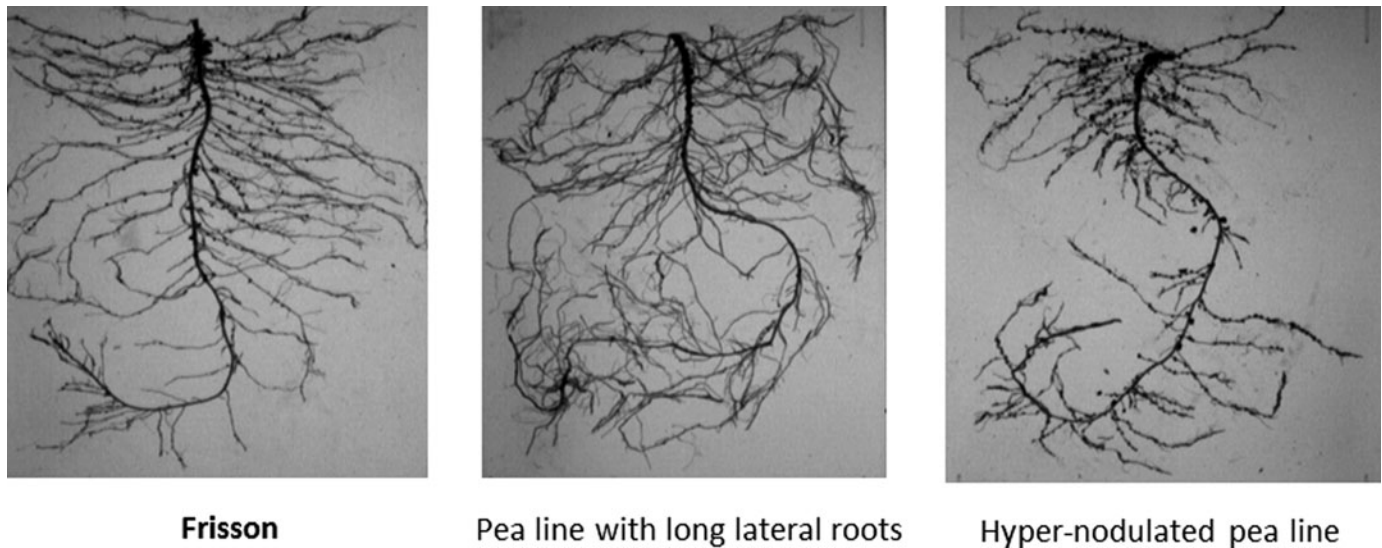 Frisson
Pea line with long lateral roots
Hyper-nodulated pea line